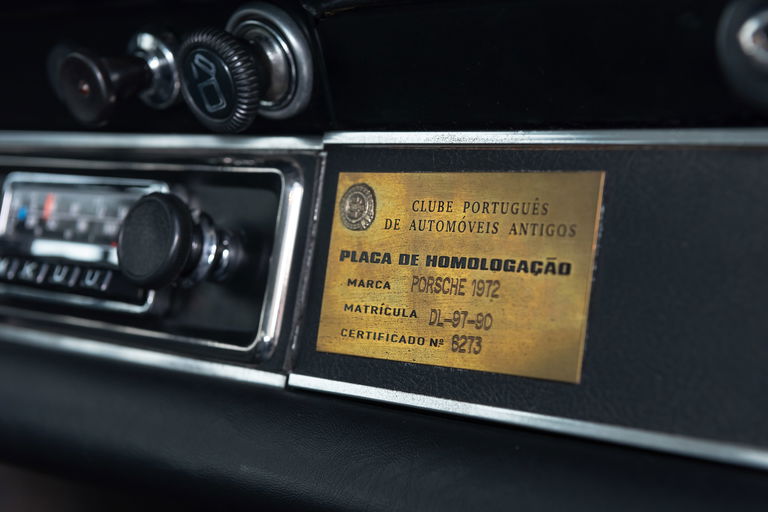 CLUBE PORTUGUÊS
DE AUTOMÓVEIS ANTIGOS
PLACA DE HOMOLOGAÇÃO
MARCA PORSCHE 1972
MATRÍCULA DL-97-90
CERTIFICADO Nº 6273